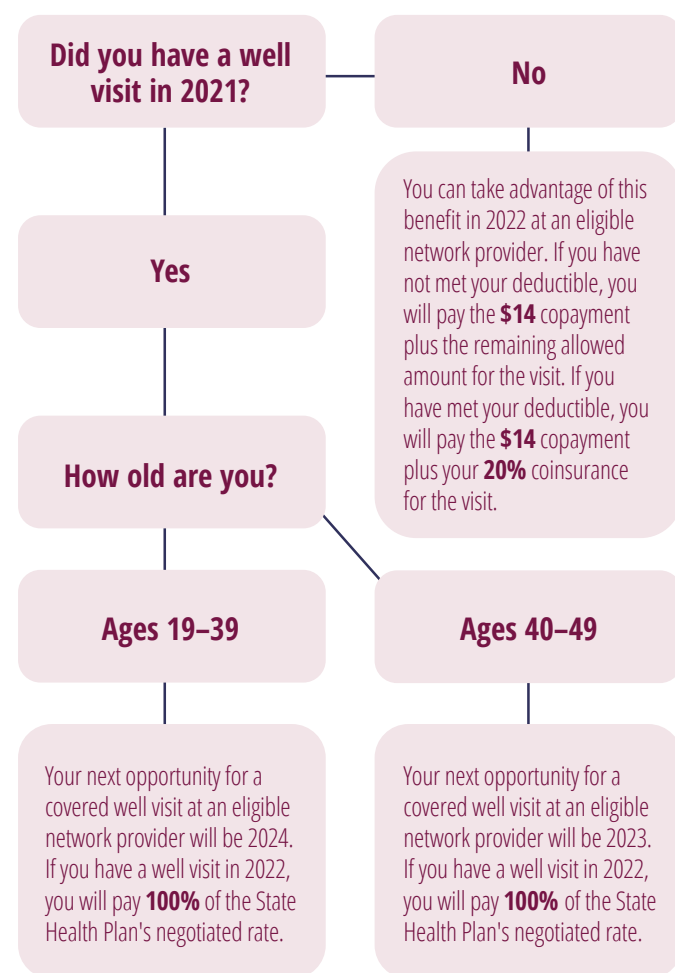 Did you have a well
visit in 2021?
No
You can take advantage of this
benefit in 2022 at an eligible
network provider. If you have
not met your deductible, you
will pay the $14 copayment
plus the remaining allowed
amount for the visit. If you
have met your deductible, you
will pay the $14 copayment
plus your 20% coinsurance
for the visit.
Yes
How old are you?
Ages 19–39
Ages 40–49
Your next opportunity for a
covered well visit at an eligible
network provider will be 2024.
If you have a well visit in 2022,
you will pay 100% of the State
Health Plan's negotiated rate.
Your next opportunity for a
covered well visit at an eligible
network provider will be 2023.
If you have a well visit in 2022,
you will pay 100% of the State
Health Plan's negotiated rate.